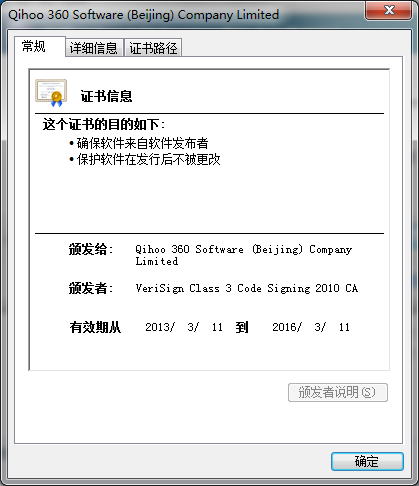 Qihoo 360 Software (Beijing) Company Limited
常规 详细信息 证书路径
证书信息
这个证书的目的如下:
• 确保软件来自软件发布者
• 保护软件在发行后不被更改
颁发给: Qihoo 360 Software (Beijing) Company
Limited
颁发者: VeriSign Class 3 Code Signing 2010 CA
有效期从 2013/ 3/ 11 到 2016/ 3/ 11
颁发者说明(S)
确定